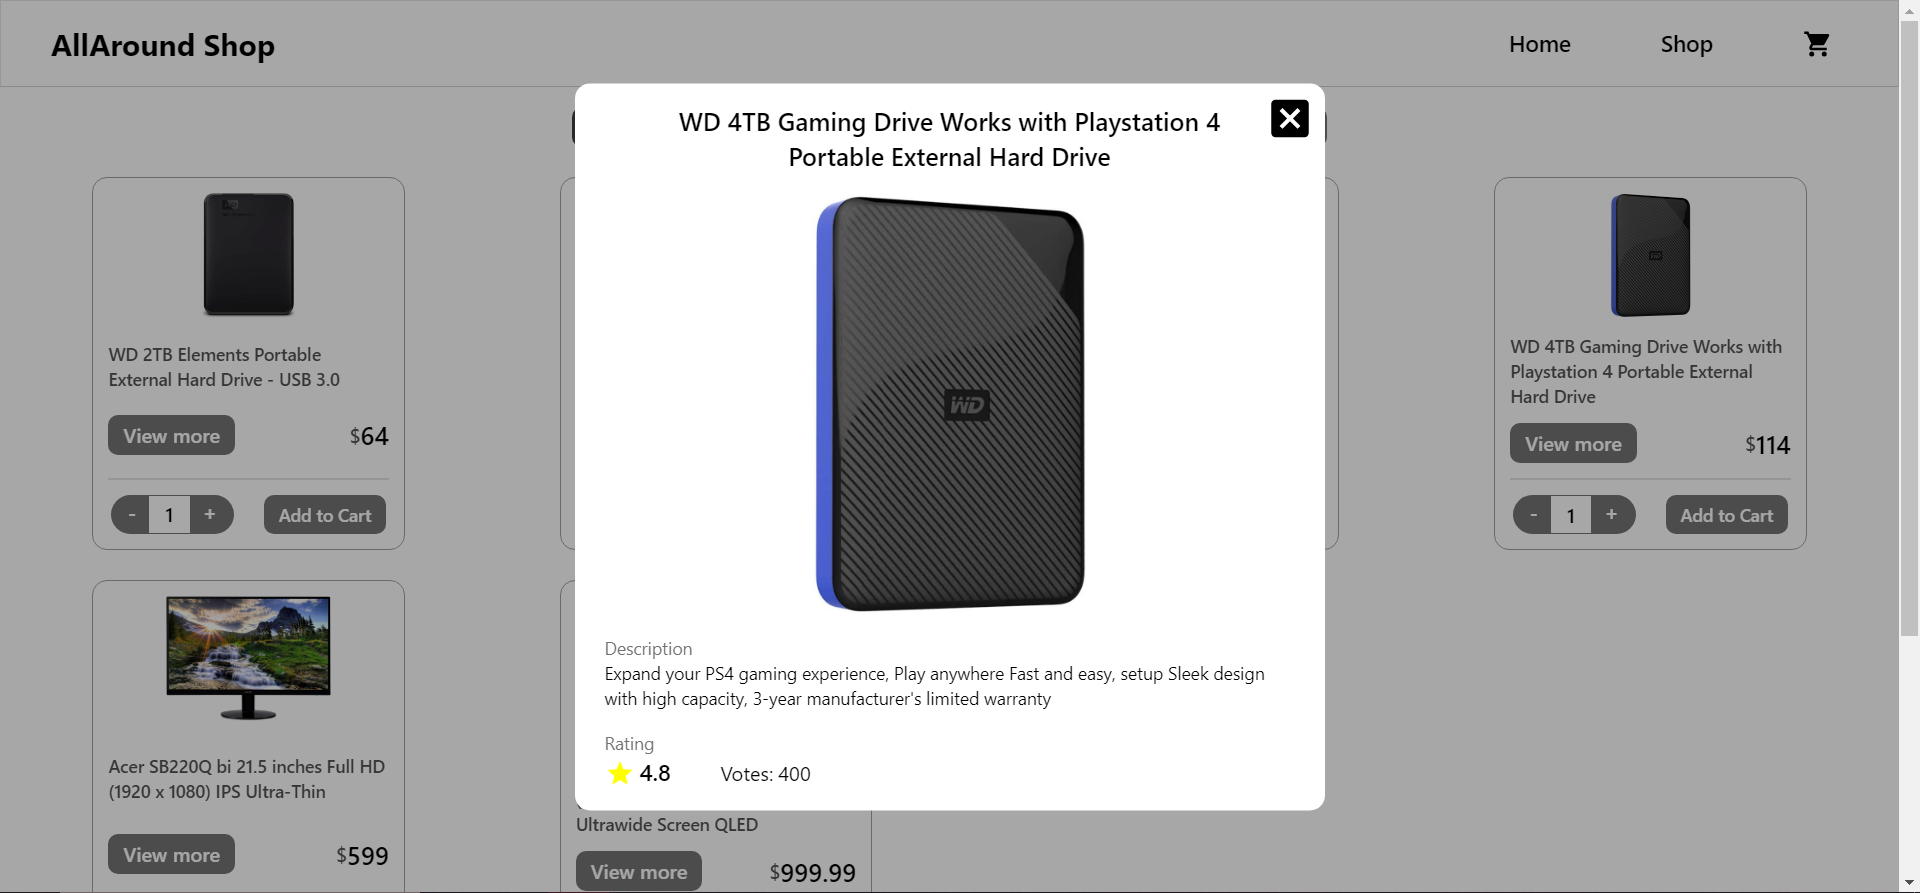 AllAround Shop
Home
Shop
WD 4TB Gaming Drive Works with Playstation 4
Portable External Hard Drive
WD
Description
Expand your PS4 gaming experience, Play anywhere Fast and easy, setup Sleek design
with high capacity, 3-year manufacturer's limited warranty
Rating
4.8
Votes: 400
WD 2TB Elements Portable
External Hard Drive - USB 3.0
View more
$64
- 1 +
Add to Cart
WD
WD 4TB Gaming Drive Works with
Playstation 4 Portable External
Hard Drive
View more
$114
- 1 +
Add to Cart
Acer SB220Q bi 21.5 inches Full HD
(1920 x 1080) IPS Ultra-Thin
View more
$599
Ultrawide Screen QLED
View more
$999.99